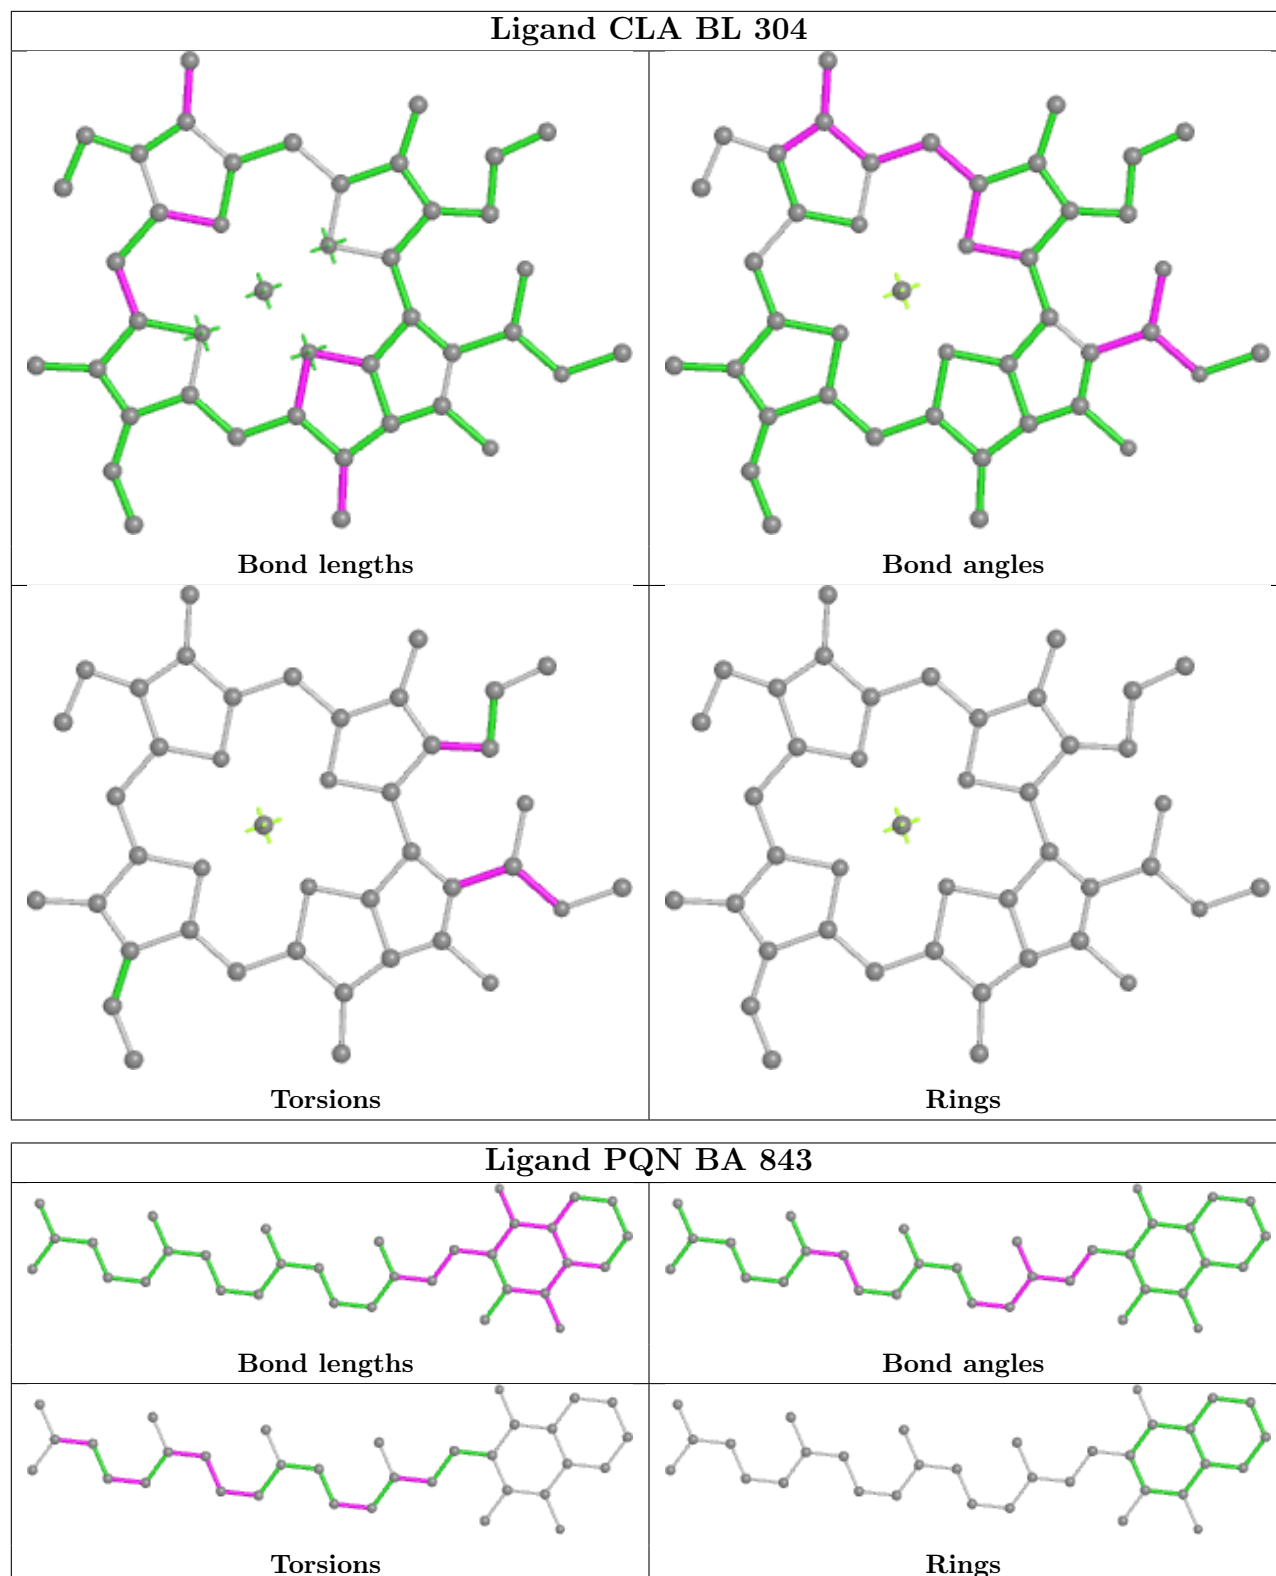 Ligand CLA BL 304
Bond lengths
Bond angles
Torsions
Rings
Ligand PQN BA 843
Bond lengths
Bond angles
Torsions
Rings